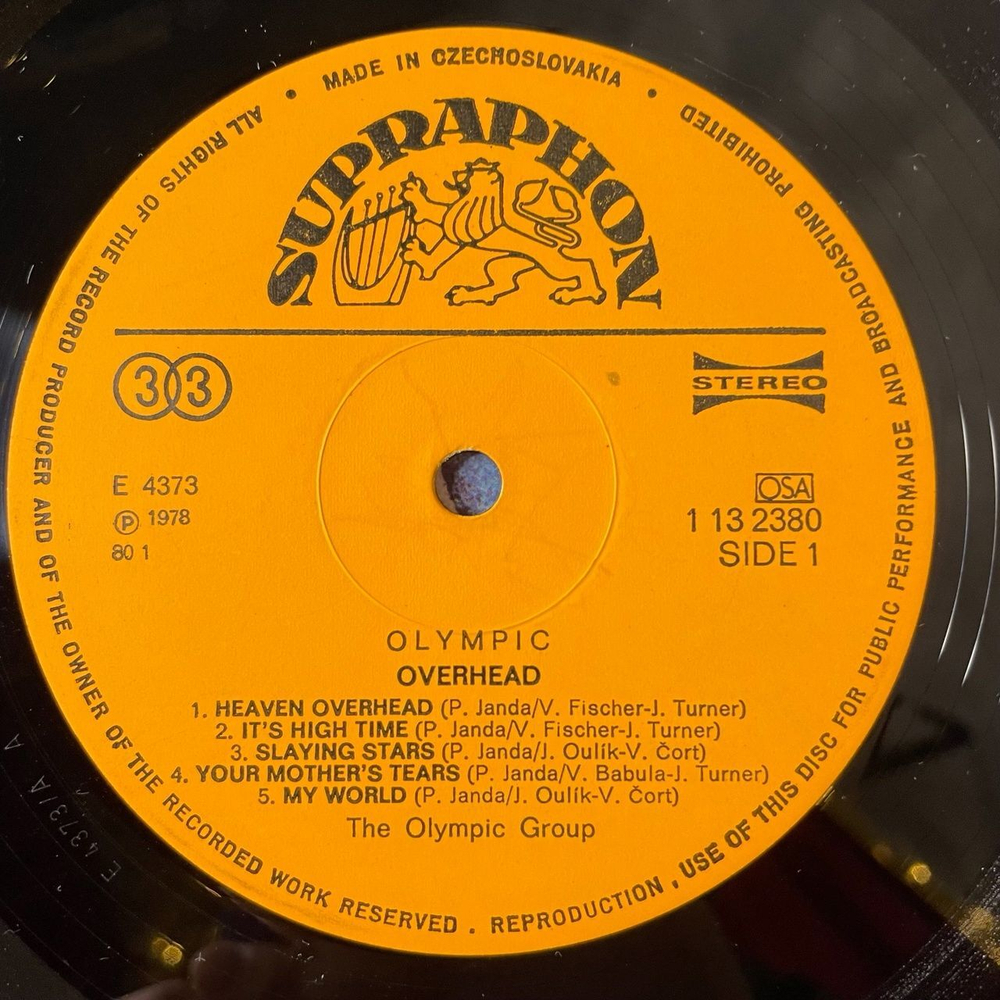 MADE IN CZECHOSLOVAKIA
ALL RIGHTS OF THE RECORD PRODUCER AND OF THE OWNER OF THE RECORDED WORK RESERVED . REPRODUCTION , USE OF THIS DISC FOR PUBLIC PERFORMANCE AND BROADCASTING PROHIBITED
SUPRAPHON
33
STEREO
E 4373
Ⓟ 1978
80 1
OSA
1 13 2380
SIDE 1
OLYMPIC
OVERHEAD
1. HEAVEN OVERHEAD (P. Janda/V. Fischer-J. Turner)
2. IT'S HIGH TIME (P. Janda/V. Fischer-J. Turner)
3. SLAYING STARS (P. Janda/J. Oulík-V. Čort)
4. YOUR MOTHER'S TEARS (P. Janda/V. Babula-J. Turner)
5. MY WORLD (P. Janda/J. Oulík-V. Čort)
The Olympic Group
E 4373/A A